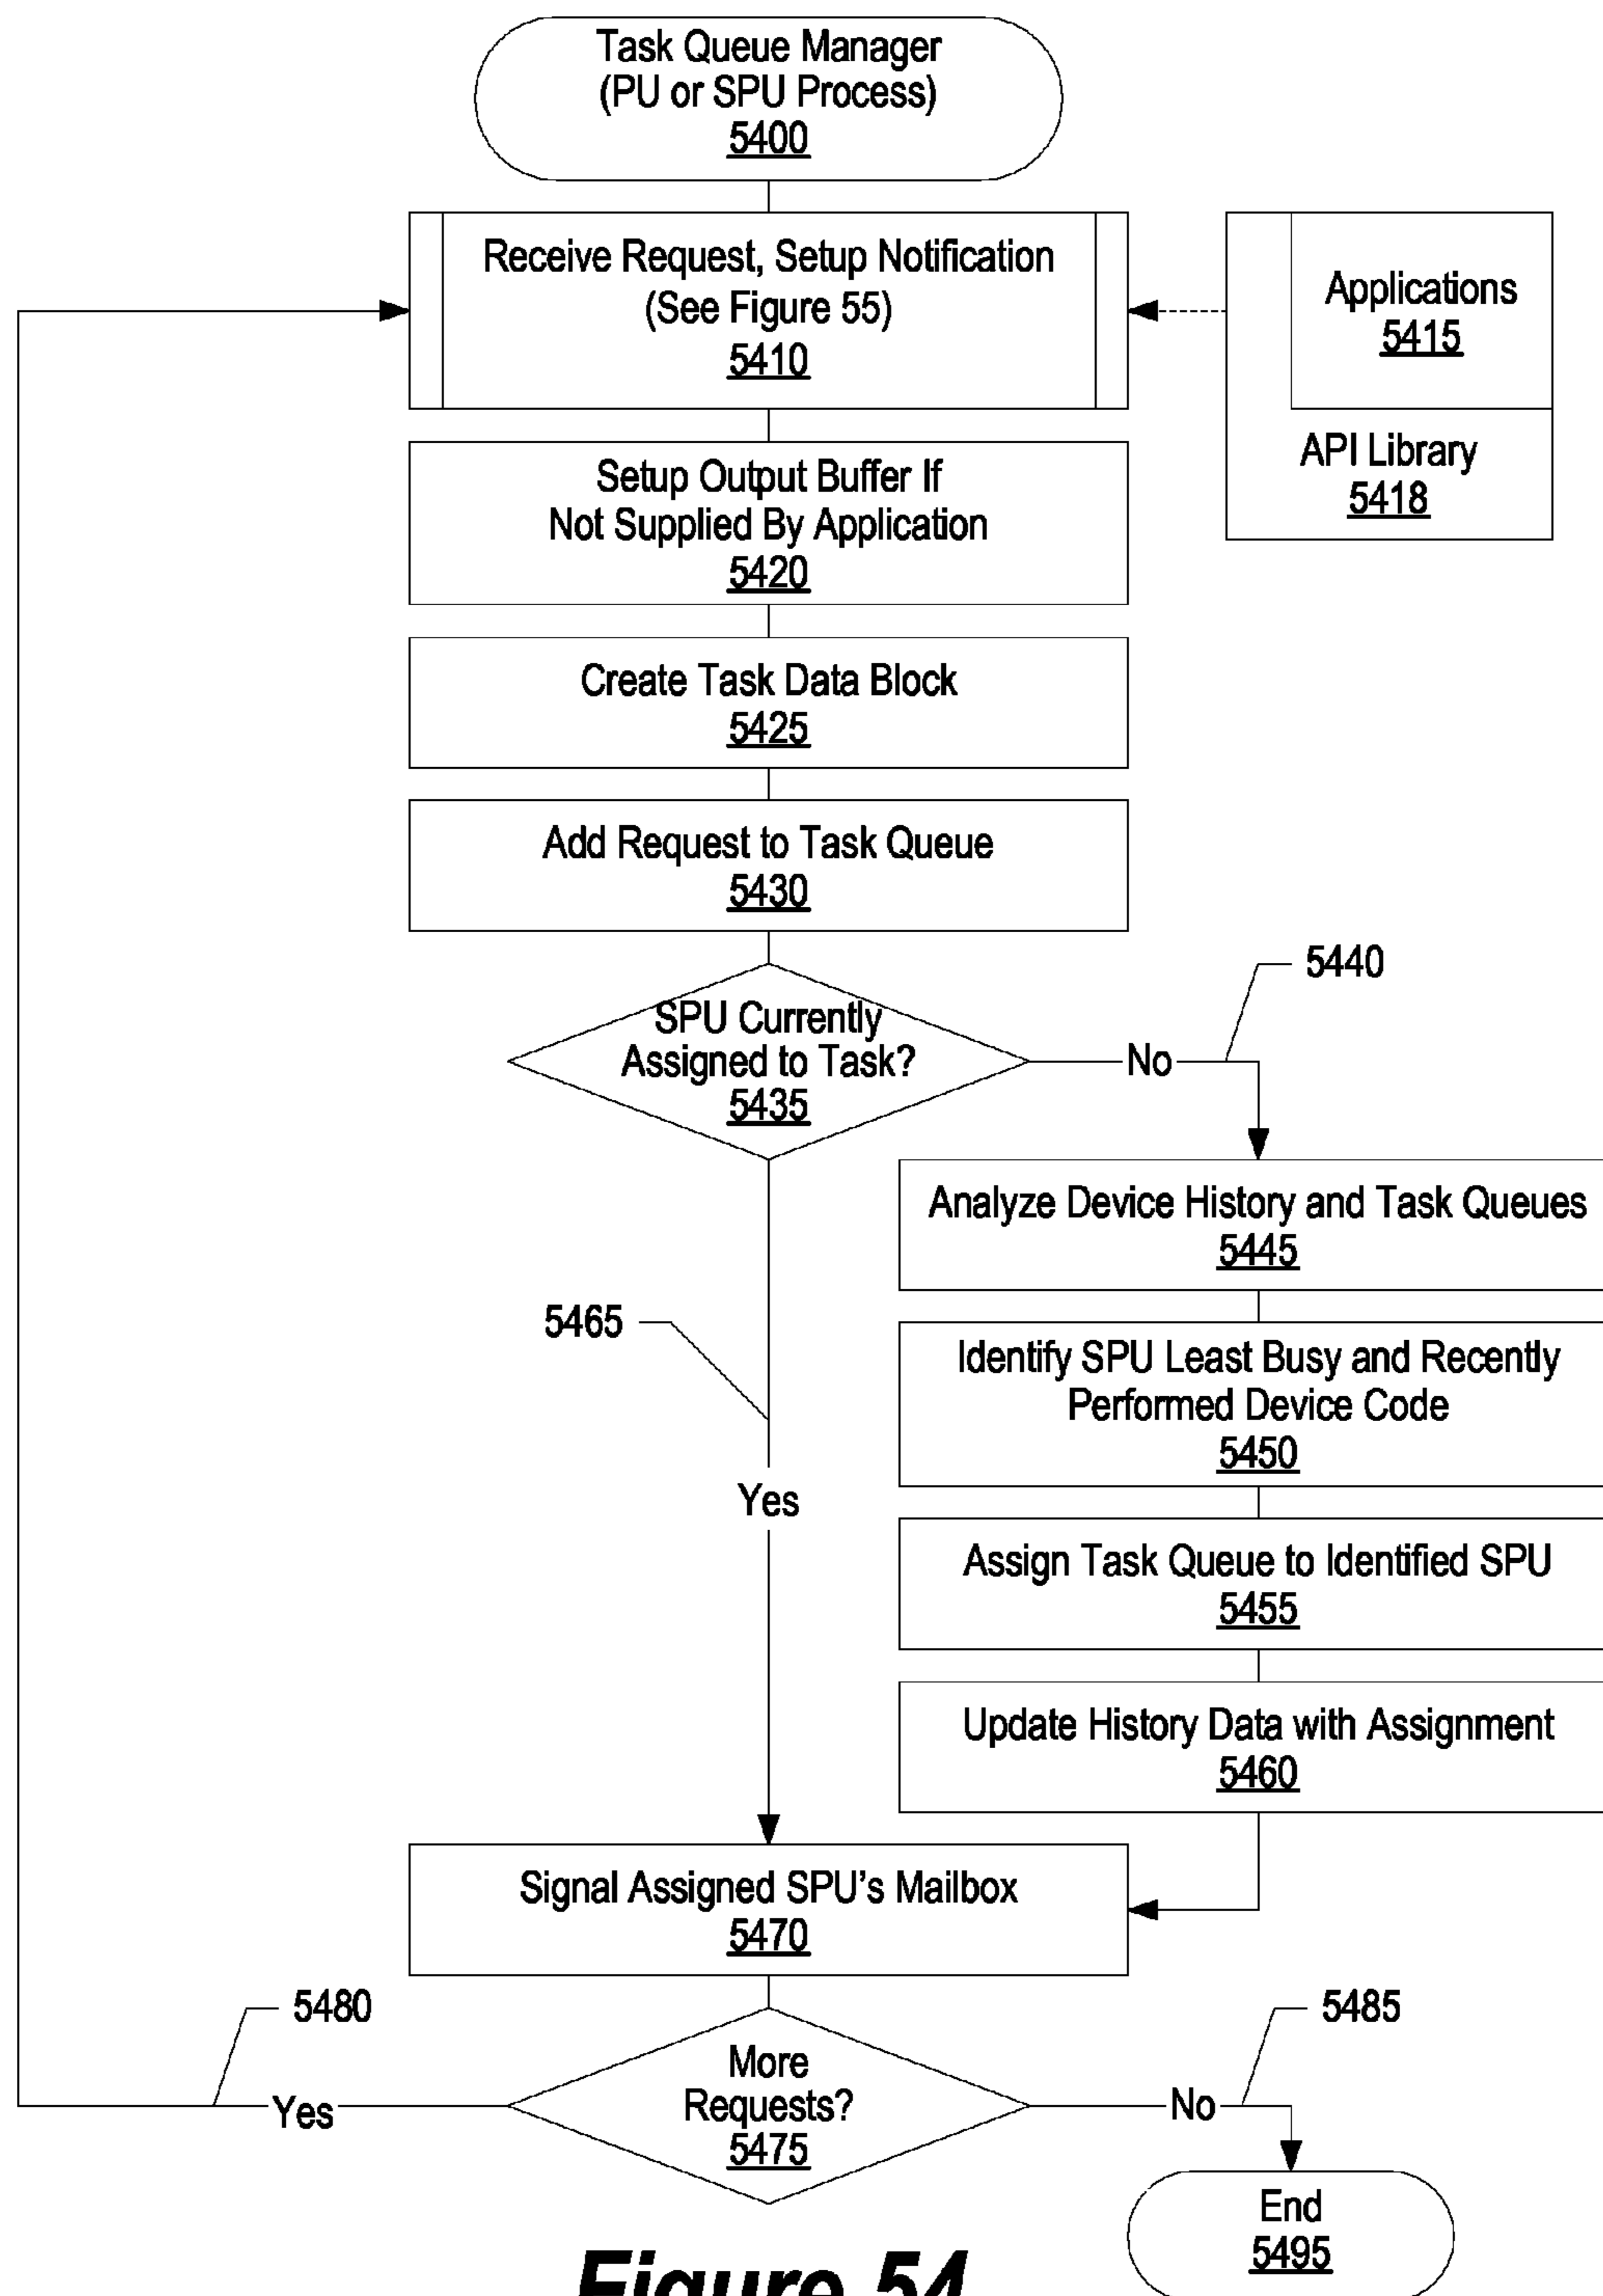 Task Queue Manager
(PU or SPU Process)
5400
Receive Request, Setup Notification
(See Figure 55)
5410
Applications
5415
API Library
5418
Setup Output Buffer If
Not Supplied By Application
5420
Create Task Data Block
5425
Add Request to Task Queue
5430
SPU Currently
Assigned to Task?
5435
No
5440
Analyze Device History and Task Queues
5445
Identify SPU Least Busy and Recently
Performed Device Code
5450
Assign Task Queue to Identified SPU
5455
Update History Data with Assignment
5460
5465
Yes
Signal Assigned SPU's Mailbox
5470
More
Requests?
5475
5480
Yes
5485
No
End
5495
Figure 54